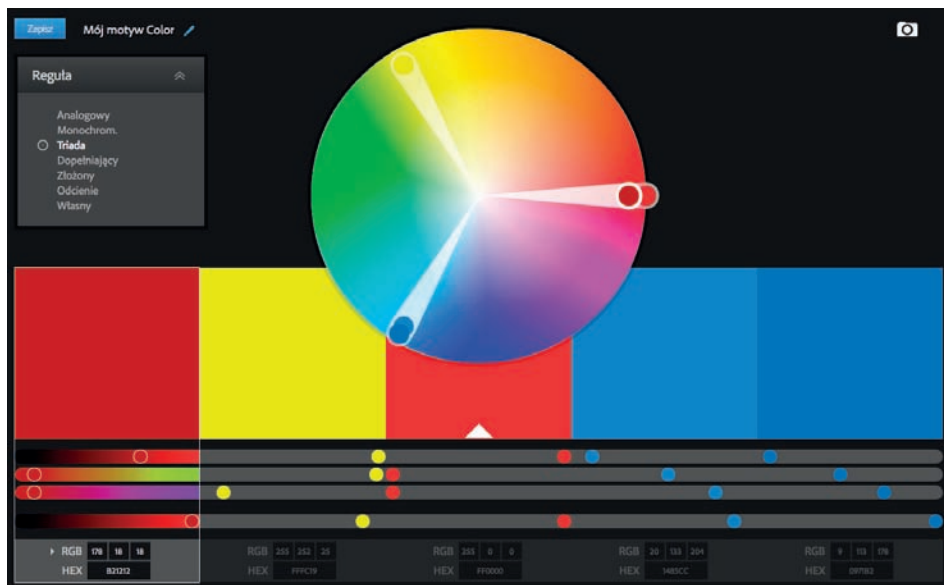 Zapisz Mój motyw Color
Reguła
Analogowy
Monochrom.
Triada
Dopełniający
Złożony
Odcienie
Własny
RGB 178 18 18 RGB 255 252 25 RGB 255 0 0 RGB 20 133 204 RGB 9 113 178
HEX B21212 HEX FFFC19 HEX FF0000 HEX 1485CC HEX 0971B2